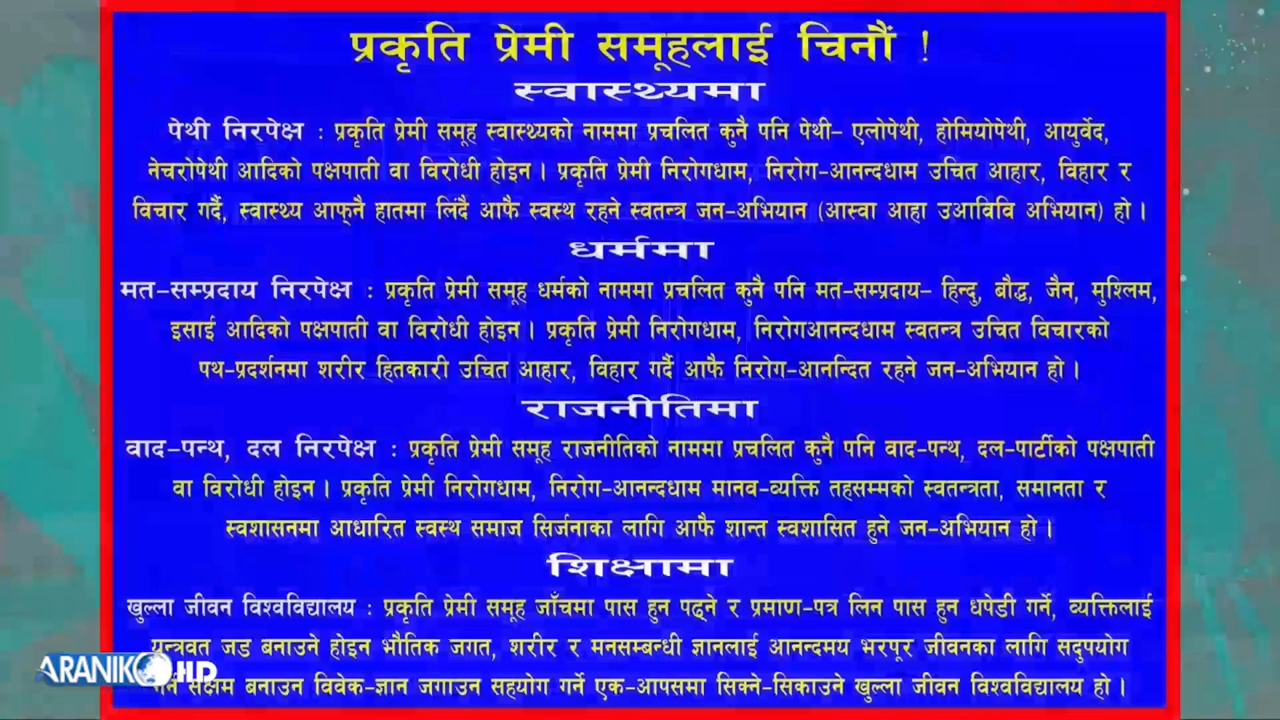 प्रकृति प्रेमी समूहलाई चिनौं !
स्वास्थ्यमा
पेथी निरपेक्ष : प्रकृति प्रेमी समूह स्वास्थ्यको नाममा प्रचलित कुनै पनि पेथी– एलोपेथी, होमियोपेथी, आयुर्वेद,
नेचरोपेथी आदिको पक्षपाती वा विरोधी होइन । प्रकृति प्रेमी निरोगधाम, निरोग-आनन्दधाम उचित आहार, विहार र
विचार गर्दै, स्वास्थ्य आफ्नै हातमा लिंदै आफै स्वस्थ रहने स्वतन्त्र जन-अभियान (आस्वा आहा उआविवि अभियान) हो ।
धर्ममा
मत-सम्प्रदाय निरपेक्ष : प्रकृति प्रेमी समूह धर्मको नाममा प्रचलित कुनै पनि मत-सम्प्रदाय– हिन्दु, बौद्ध, जैन, मुश्लिम,
इसाई आदिको पक्षपाती वा विरोधी होइन । प्रकृति प्रेमी निरोगधाम, निरोगआनन्दधाम स्वतन्त्र उचित विचारको
पथ-प्रदर्शनमा शरीर हितकारी उचित आहार, विहार गर्दै आफै निरोग-आनन्दित रहने जन-अभियान हो ।
राजनीतिमा
वाद-पन्थ, दल निरपेक्ष : प्रकृति प्रेमी समूह राजनीतिको नाममा प्रचलित कुनै पनि वाद-पन्थ, दल-पार्टीको पक्षपाती
वा विरोधी होइन । प्रकृति प्रेमी निरोगधाम, निरोग-आनन्दधाम मानव-व्यक्ति तहसम्मको स्वतन्त्रता, समानता र
स्वशासनमा आधारित स्वस्थ समाज सिर्जनाका लागि आफै शान्त स्वशासित हुने जन-अभियान हो ।
शिक्षामा
खुल्ला जीवन विश्वविद्यालय : प्रकृति प्रेमी समूह जाँचमा पास हुन पढ्ने र प्रमाण-पत्र लिन पास हुन धपेडी गर्ने, व्यक्तिलाई
यन्त्रवत जड बनाउने होइन भौतिक जगत, शरीर र मनसम्बन्धी ज्ञानलाई आनन्दमय भरपूर जीवनका लागि सदुपयोग
सक्षम बनाउन विवेक-ज्ञान जगाउन सहयोग गर्ने एक-आपसमा सिक्ने-सिकाउने खुल्ला जीवन विश्वविद्यालय हो ।
ARANIKO HD